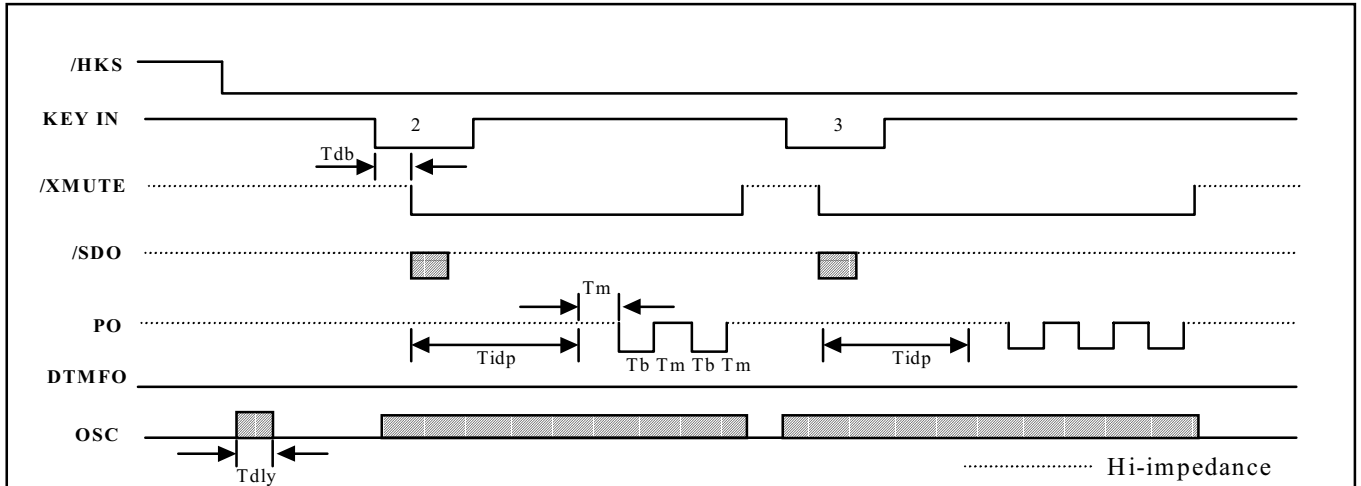 /HKS
KEY IN 2 3
Tdb
/XMUTE
/SDO
Tm
PO
Tidp Tb Tm Tb Tm Tidp
DTMFO
OSC
Tdly
Hi-impedance